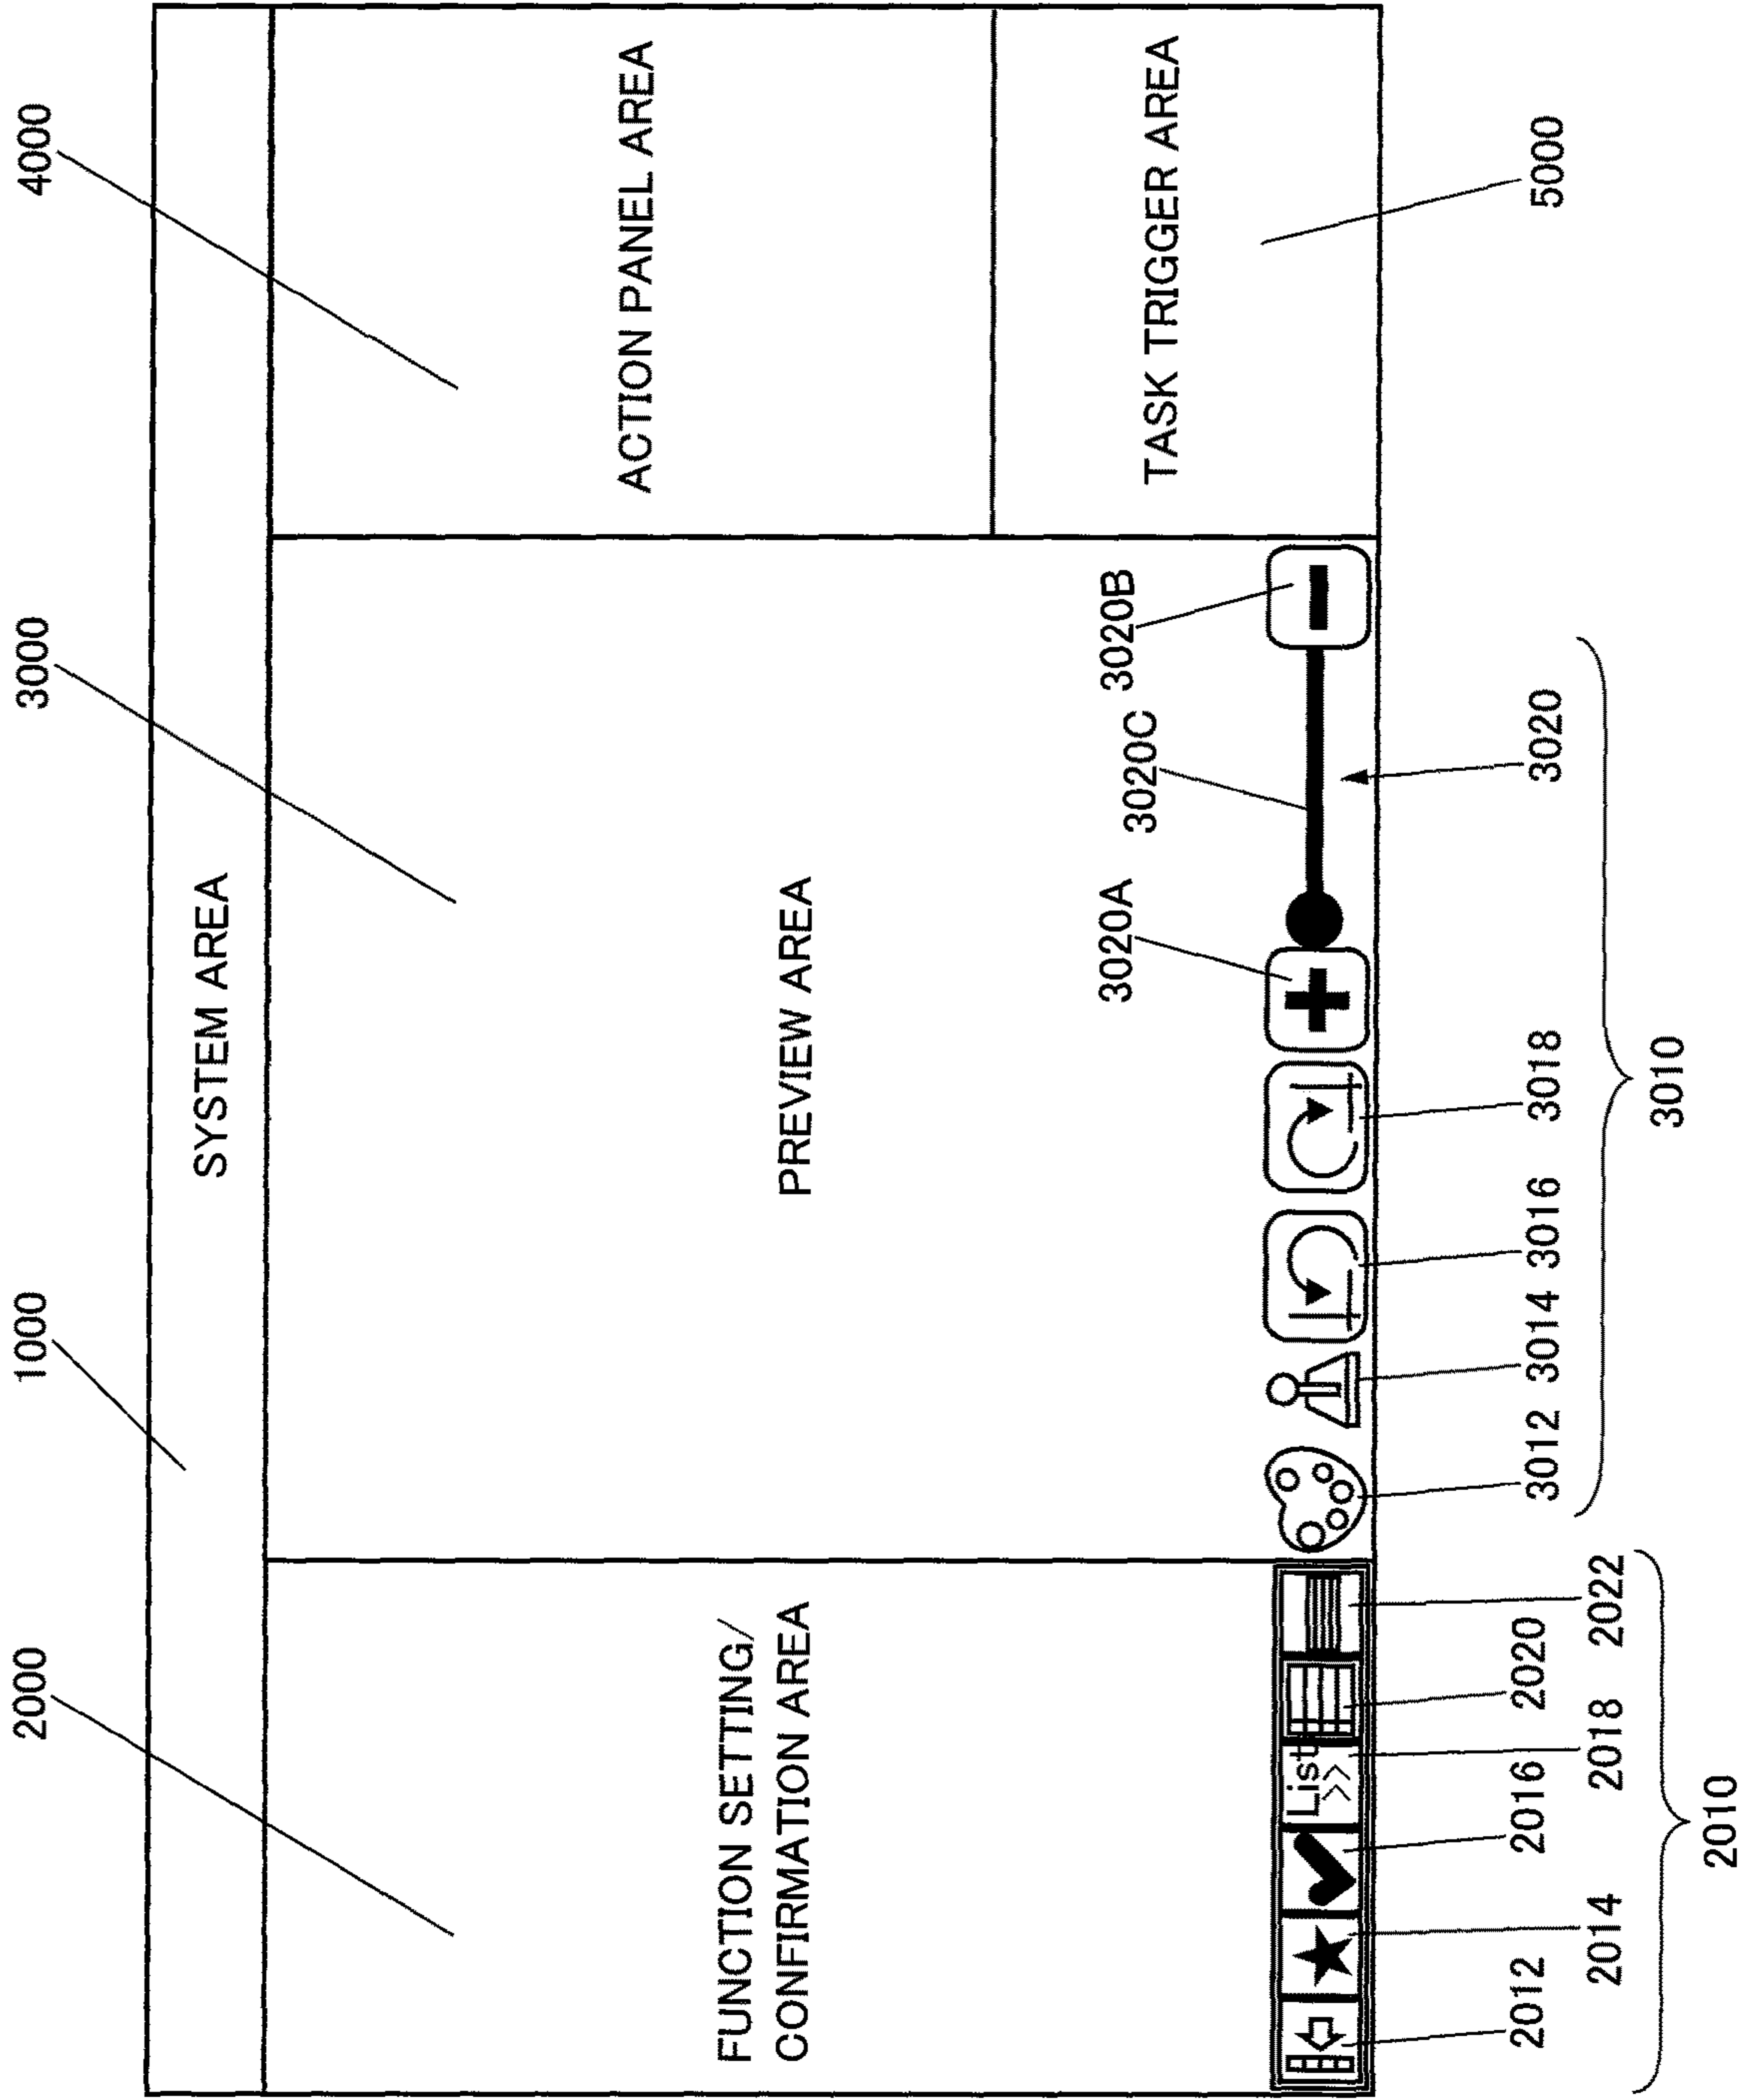 1000
3000
4000
2000
SYSTEM AREA
FUNCTION SETTING/
CONFIRMATION AREA
PREVIEW AREA
ACTION PANEL AREA
TASK TRIGGER AREA
3020A
3020C
3020B
List
>>
2012
2014
2016
2018
2020
2022
2010
3012
3014
3016
3018
3020
3010
5000